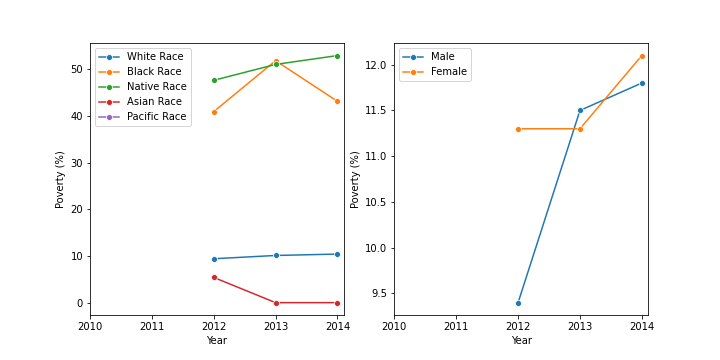 White Race
Black Race
Native Race
Asian Race
Pacific Race
50
40
30
20
10
0
Poverty (%)
2010 2011 2012 2013 2014
Year
Male
Female
12.0
11.5
11.0
10.5
10.0
9.5
Poverty (%)
2010 2011 2012 2013 2014
Year